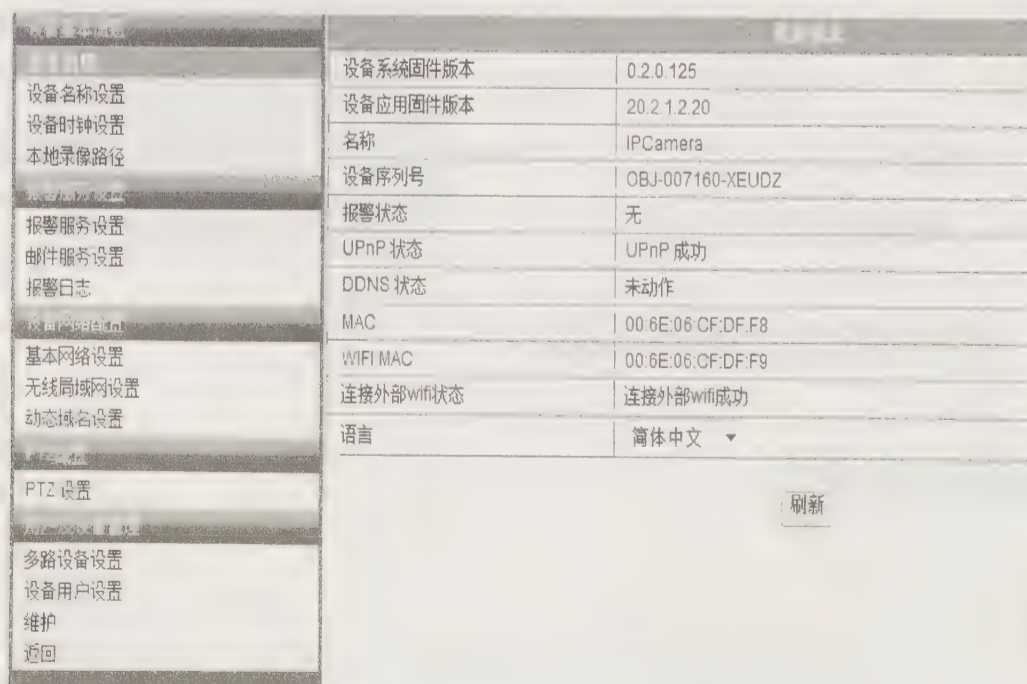 设备名称设置
设备时钟设置
本地录像路径
报警服务设置
邮件服务设置
报警日志
设备网络配置
基本网络设置
无线局域网设置
动态域名设置
PTZ 设置
多路设备设置
设备用户设置
维护
返回
设备系统固件版本 0.2.0.125
设备应用固件版本 20.2.1.2.20
名称 IPCamera
设备序列号 OBJ-007160-XEUDZ
报警状态 无
UPnP 状态 UPnP 成功
DDNS 状态 未动作
MAC 00:6E:06:CF:DF:F8
WIFI MAC 00:6E:06:CF:DF:F9
连接外部wifi状态 连接外部wifi成功
语言 简体中文
刷新